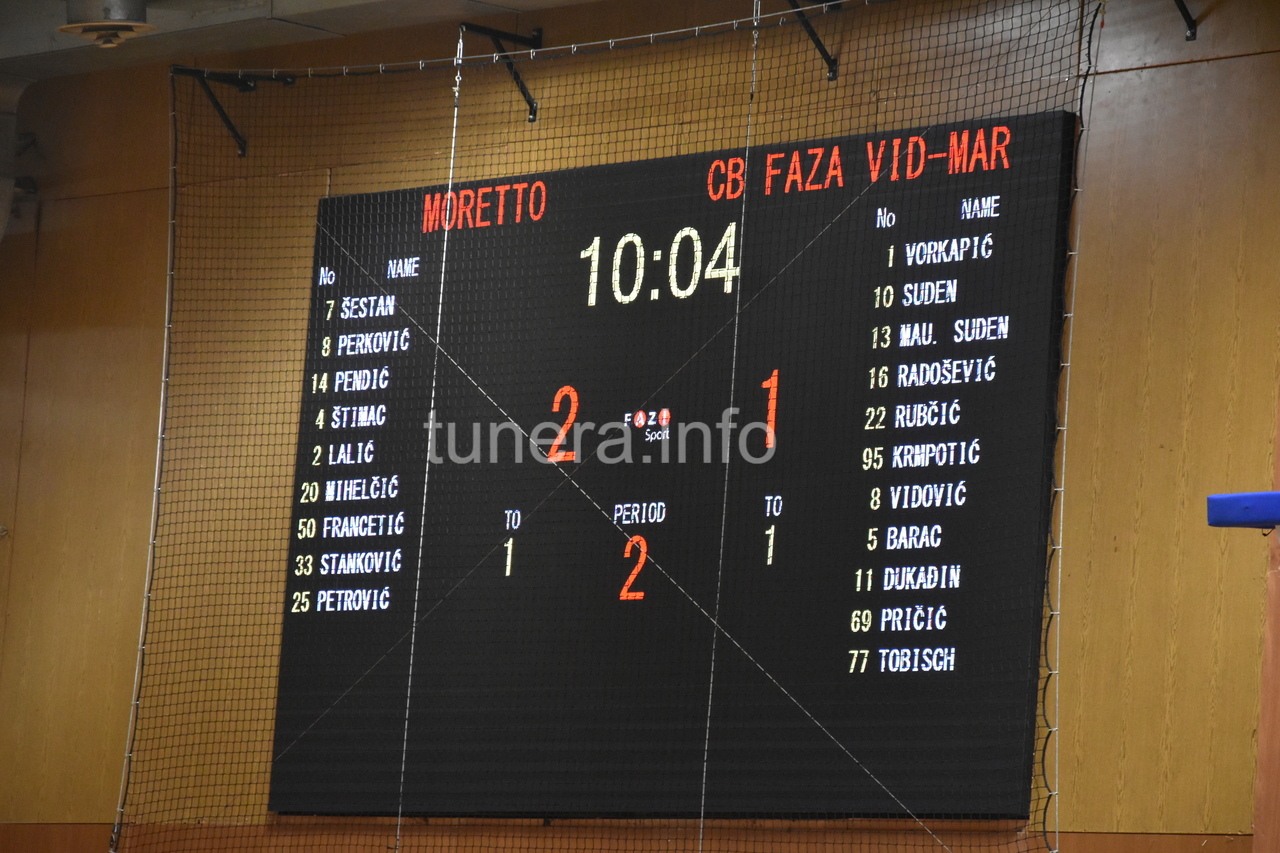 MORETTO
CB FAZA VID-MAR
10:04
No NAME
7 ŠESTAN
8 PERKOVIĆ
14 PENDIĆ
4 ŠTIMAC
2 LALIĆ
20 MIHELČIĆ
50 FRANCETIĆ
33 STANKOVIĆ
25 PETROVIĆ
2
FAZI
Sport
1
tunera.info
TO
1
PERIOD
2
TO
1
No NAME
1 VORKAPIĆ
10 SUDEN
13 MAU. SUDEN
16 RADOŠEVIĆ
22 RUBČIĆ
95 KRMPOTIĆ
8 VIDOVIĆ
5 BARAC
11 DUKAĐIN
69 PRIČIĆ
77 TOBISCH